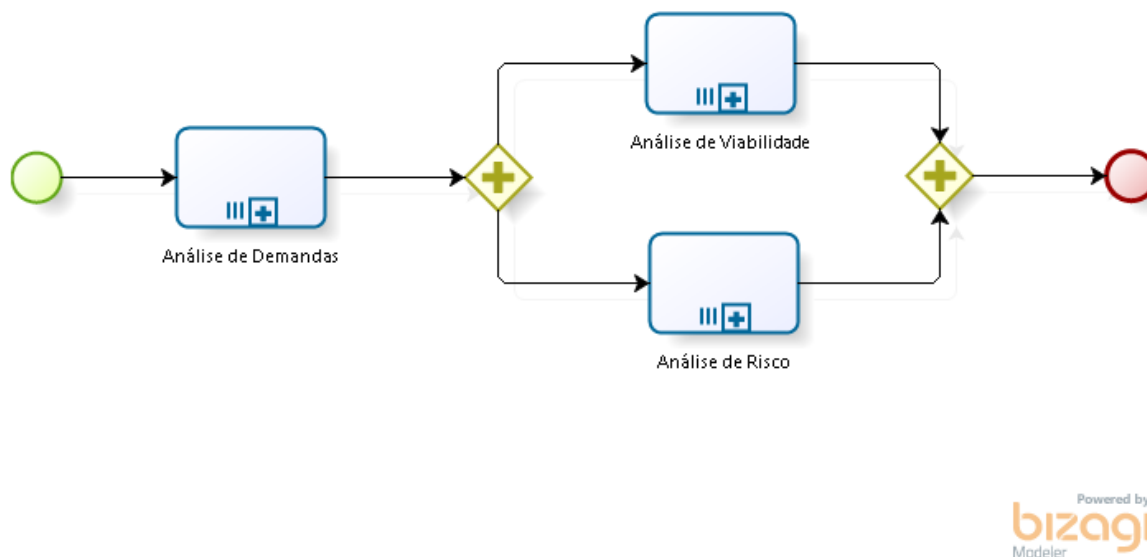 Análise de Viabilidade
Análise de Demandas
Análise de Risco
Powered by
bizagi
Modeler